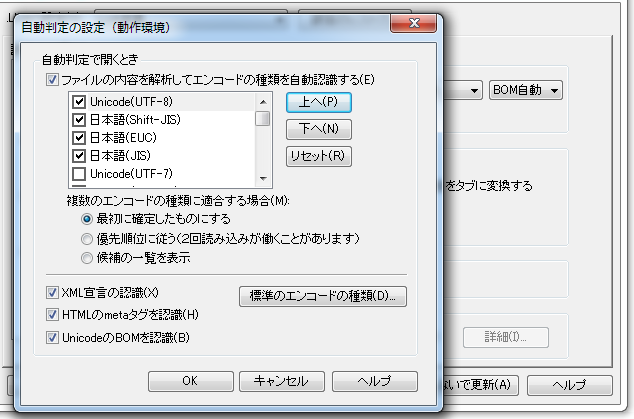 自動判定の設定（動作環境）
自動判定で開くとき
ファイルの内容を解析してエンコードの種類を自動認識する(E)
Unicode(UTF-8)
日本語(Shift-JIS)
日本語(EUC)
日本語(JIS)
Unicode(UTF-7)
上へ(P)
下へ(N)
リセット(R)
複数のエンコードの種類に適合する場合(M):
最初に確定したものにする
優先順位に従う（2回読み込みが働くことがあります）
候補の一覧を表示
XML宣言の認識(X)
HTMLのmetaタグを認識(H)
UnicodeのBOMを認識(B)
標準のエンコードの種類(D)...
OK
キャンセル
ヘルプ
BOM自動
をタブに変換する
詳細(I)...
ないで更新(A)
ヘルプ